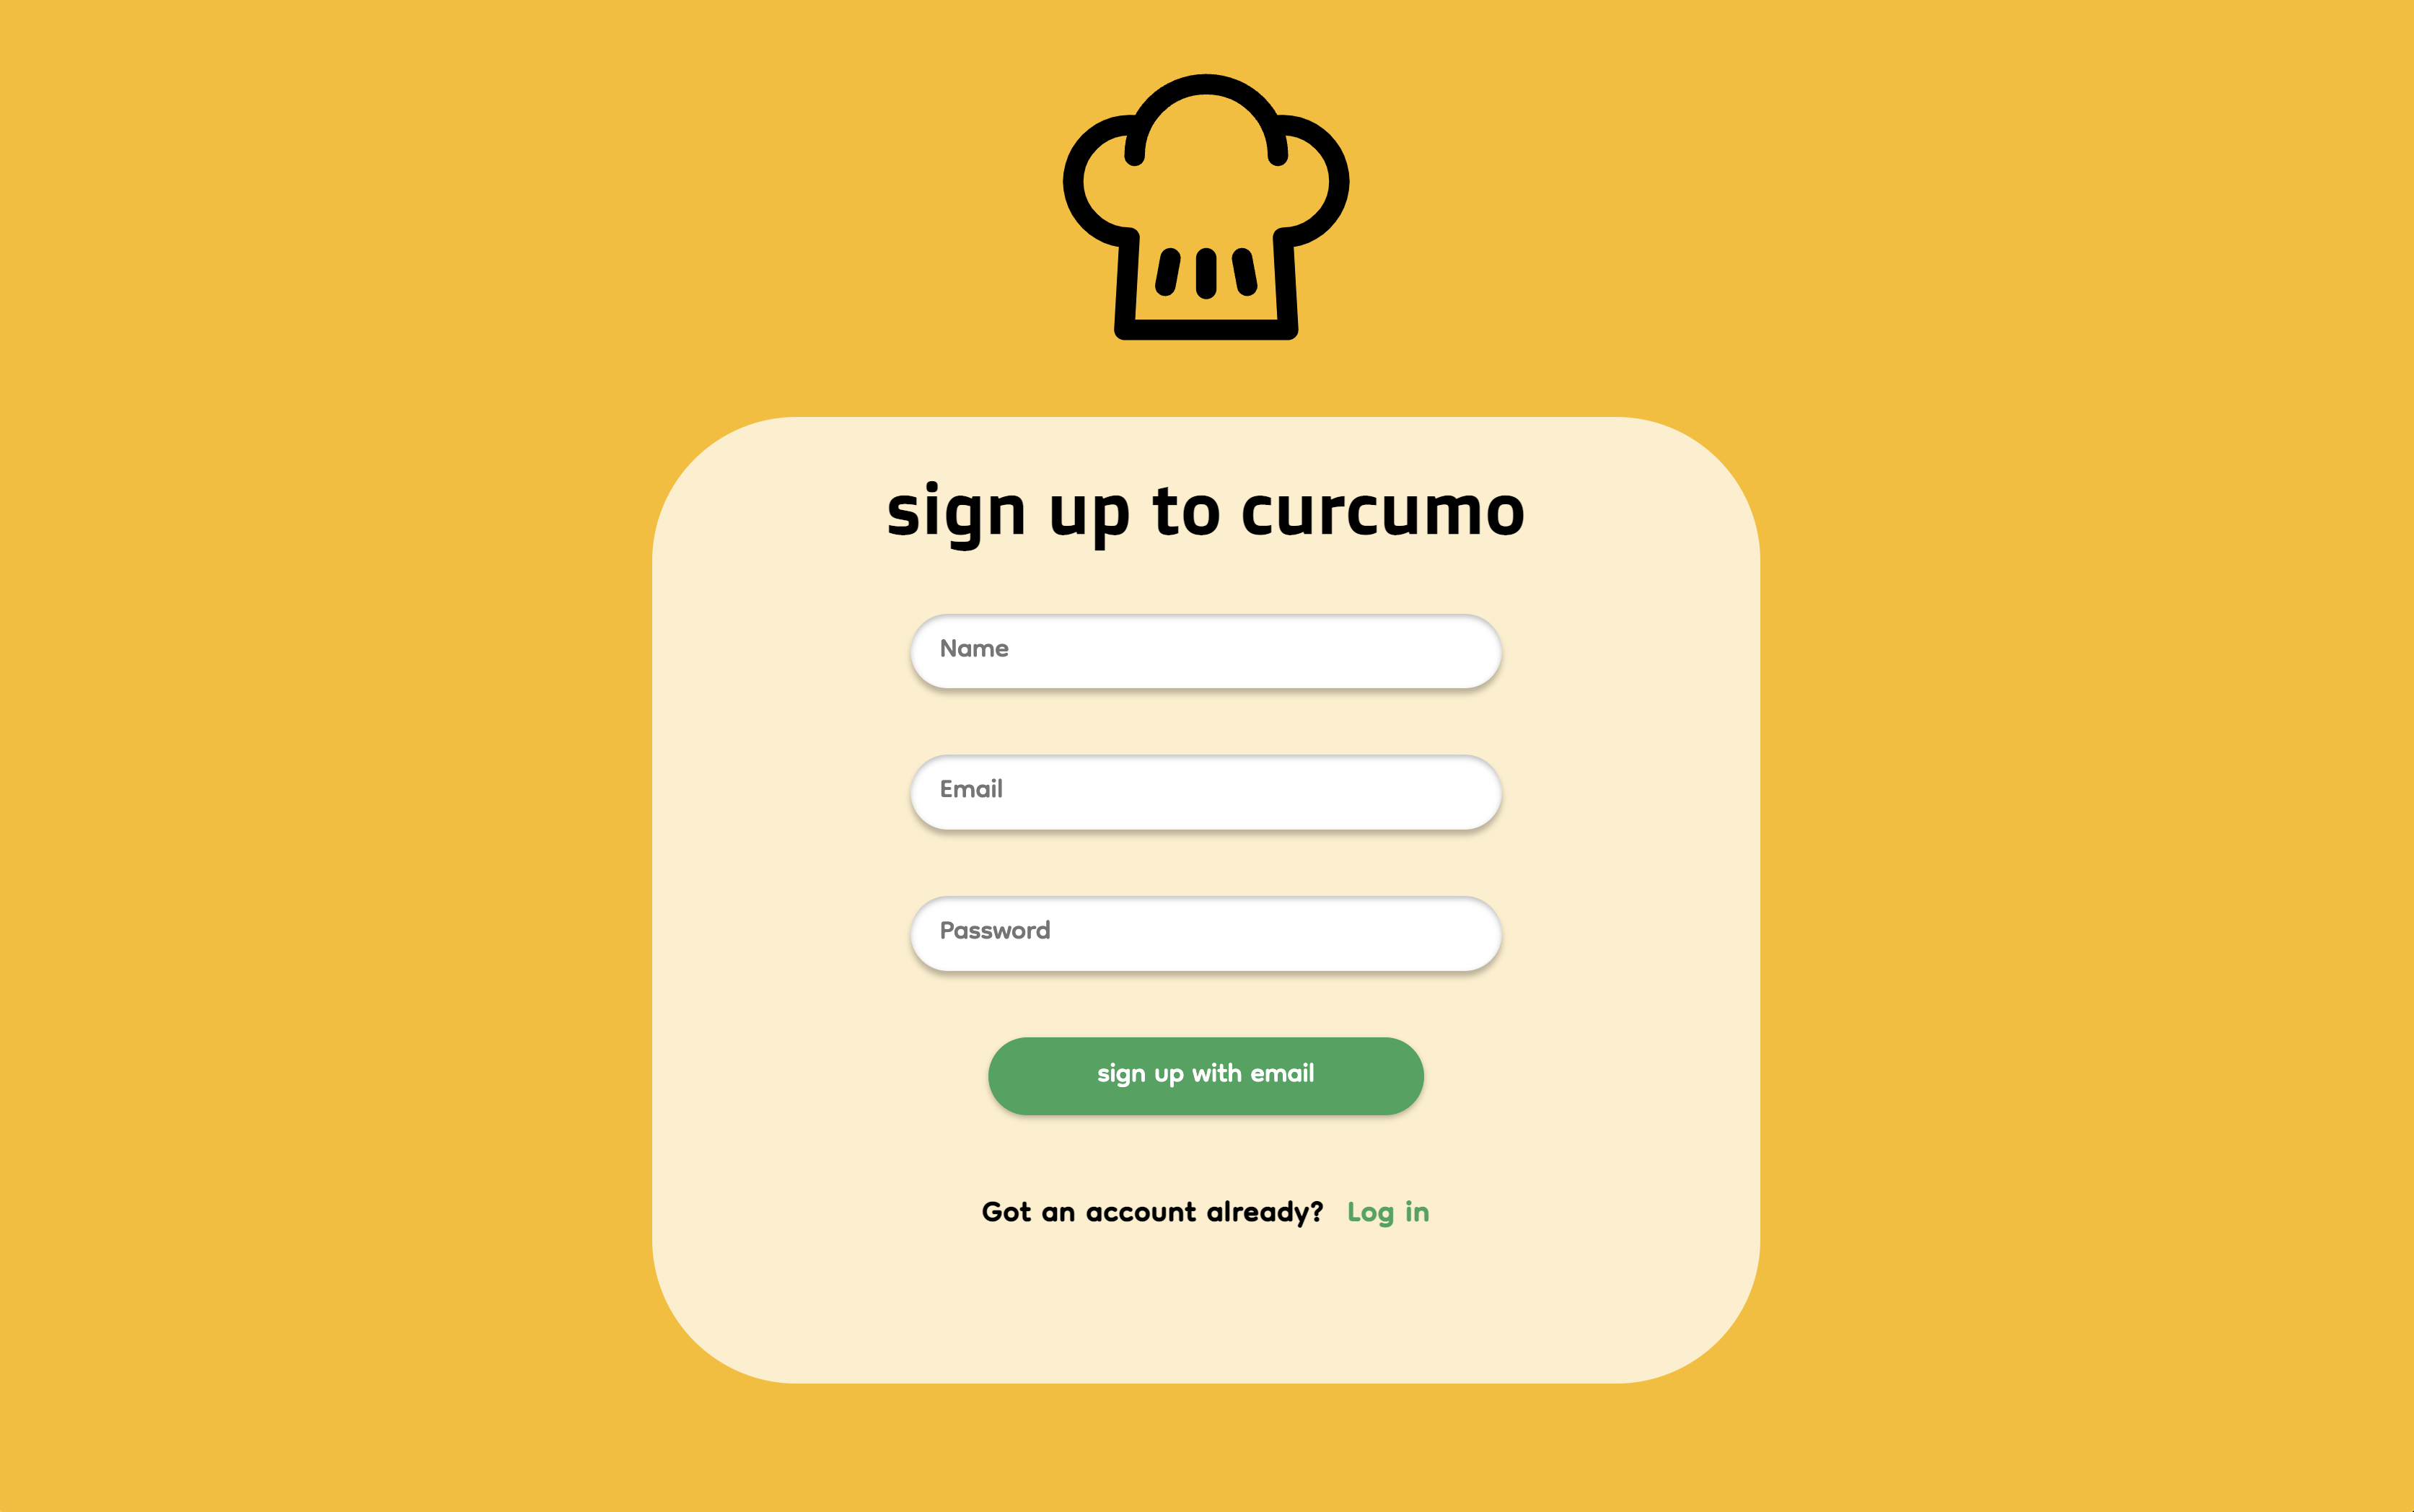 sign up to curcumo
Name
Email
Password
sign up with email
Got an account already? Log in